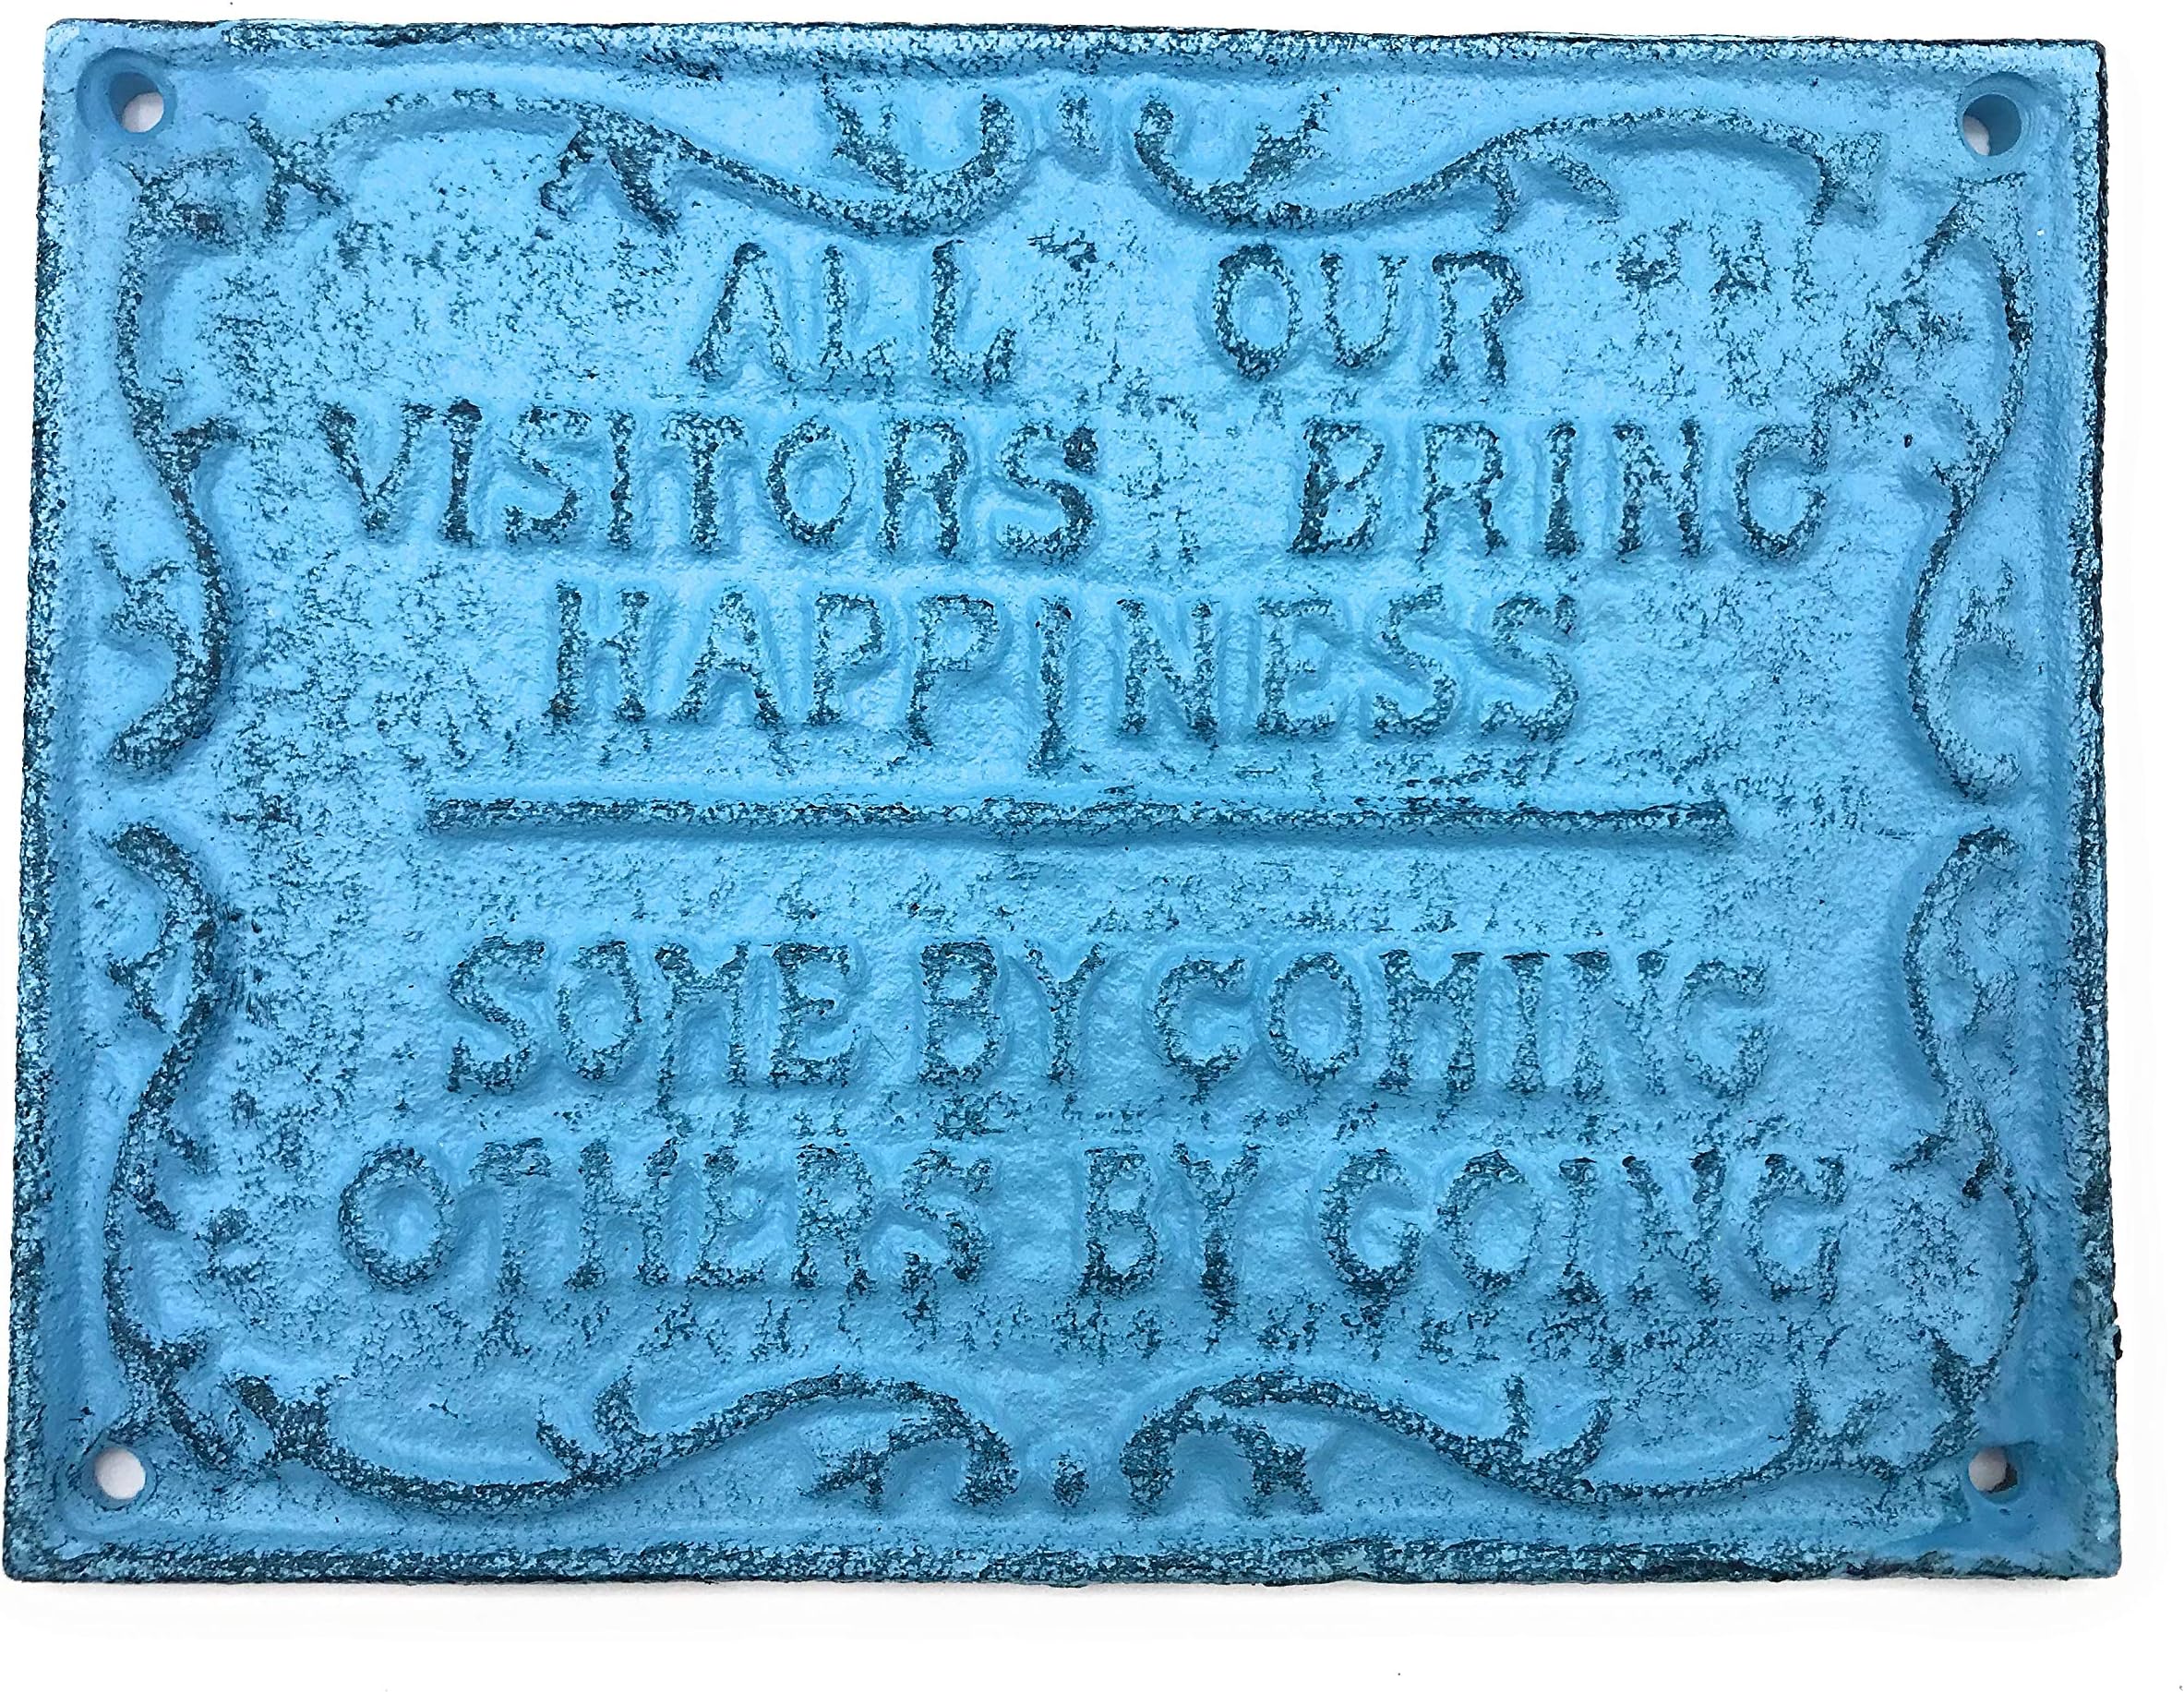 ALL OUR
VISITORS BRING
HAPPINESS
SOME BY COMING
OTHERS BY GOING